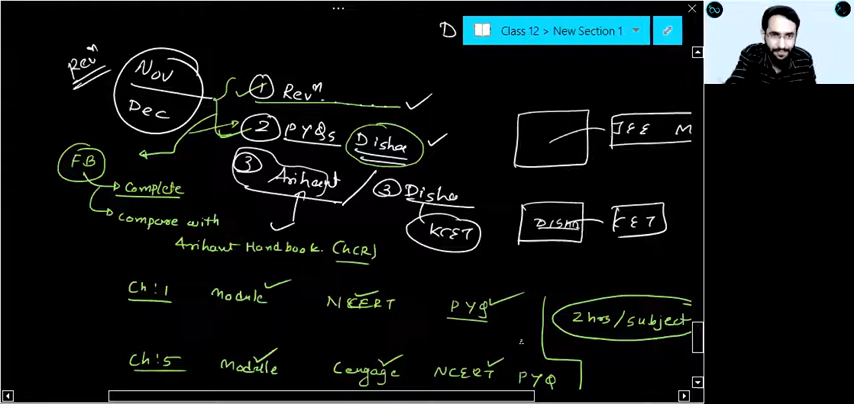 D
Class 12 > New Section 1
Revⁿ
Nov
Dec
1 Revⁿ.
2 PYQs Disha
3 Arihant
3 Disha
KCET
JEE M
DISHA
KET
FB
Complete
compare with
Arihant Handbook. (hCR)
Ch:1 Module NCERT PYQ
2 hrs/subject
Ch:5 Module Cengage NCERT PYQ